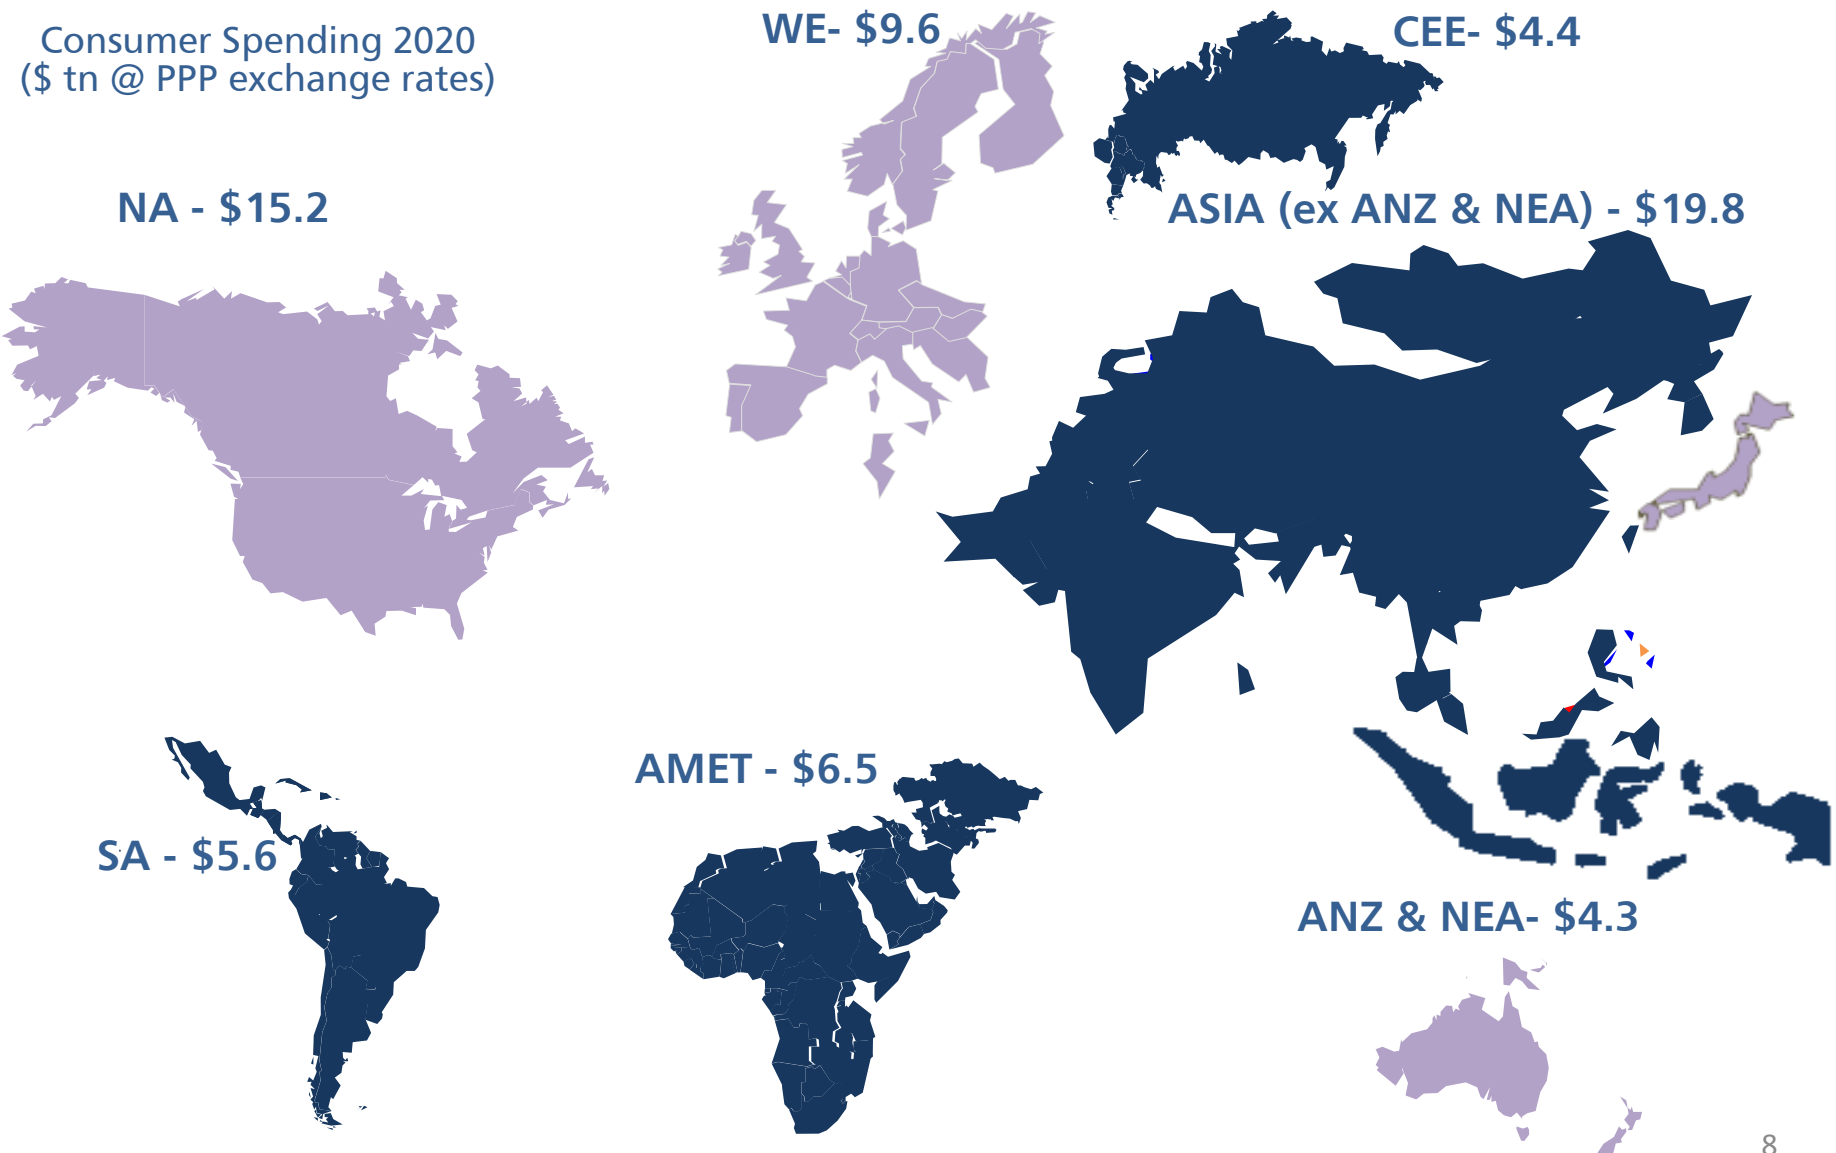 Consumer Spending 2020
($ tn @ PPP exchange rates)
WE- $9.6
CEE- $4.4
NA - $15.2
ASIA (ex ANZ & NEA) - $19.8
AMET - $6.5
SA - $5.6
ANZ & NEA- $4.3
8